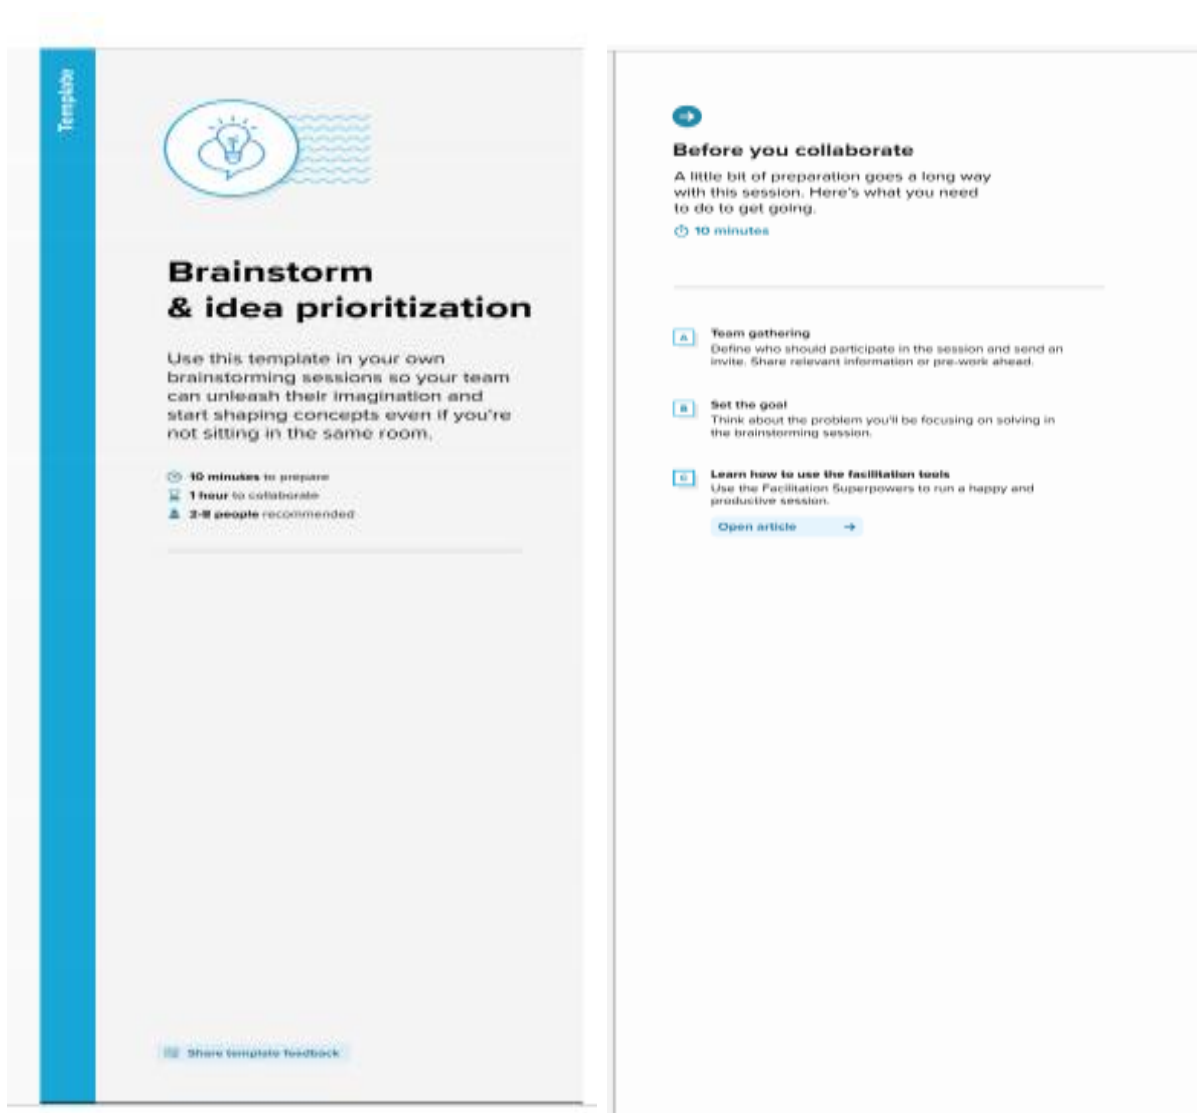 Template
Brainstorm
& idea prioritization
Use this template in your own
brainstorming sessions so your team
can unleash their imagination and
start shaping concepts even if you're
not sitting in the same room.
10 minutes to prepare
1 hour to collaborate
2-8 people recommended
Share template feedback
Before you collaborate
A little bit of preparation goes a long way
with this session. Here's what you need
to do to get going.
10 minutes
A
Team gathering
Define who should participate in the session and send an
invite. Share relevant information or pre-work ahead.
B
Set the goal
Think about the problem you'll be focusing on solving in
the brainstorming session.
C
Learn how to use the facilitation tools
Use the Facilitation Superpowers to run a happy and
productive session.
Open article